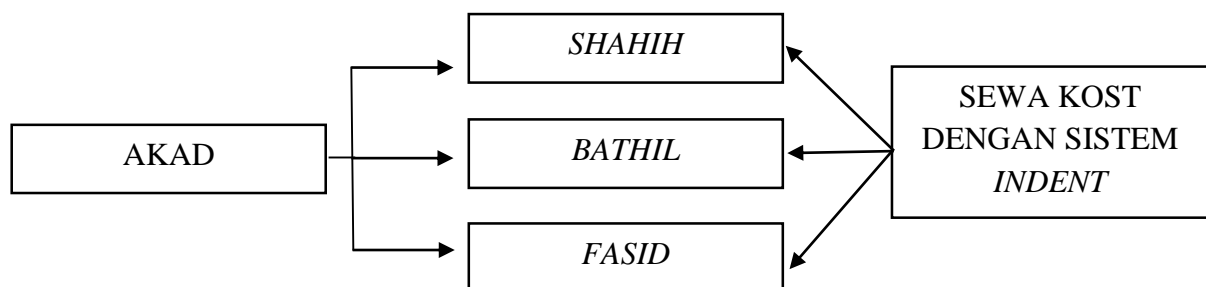 AKAD
SHAHIH
BATHIL
FASID
SEWA KOST
DENGAN SISTEM
INDENT